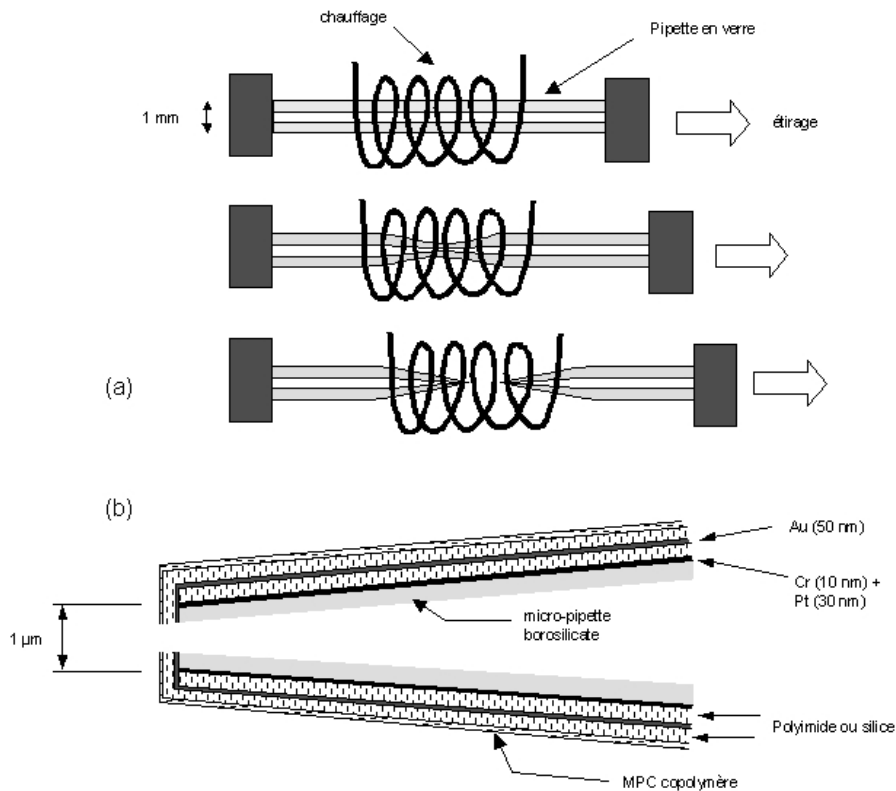 chauffage
Pipette en verre
1 mm
étirage
(a)
(b)
Au (50 nm)
Cr (10 nm) +
Pt (30 nm)
micro-pipette
borosilicate
1 µm
Polyimide ou silice
MPC copolymère